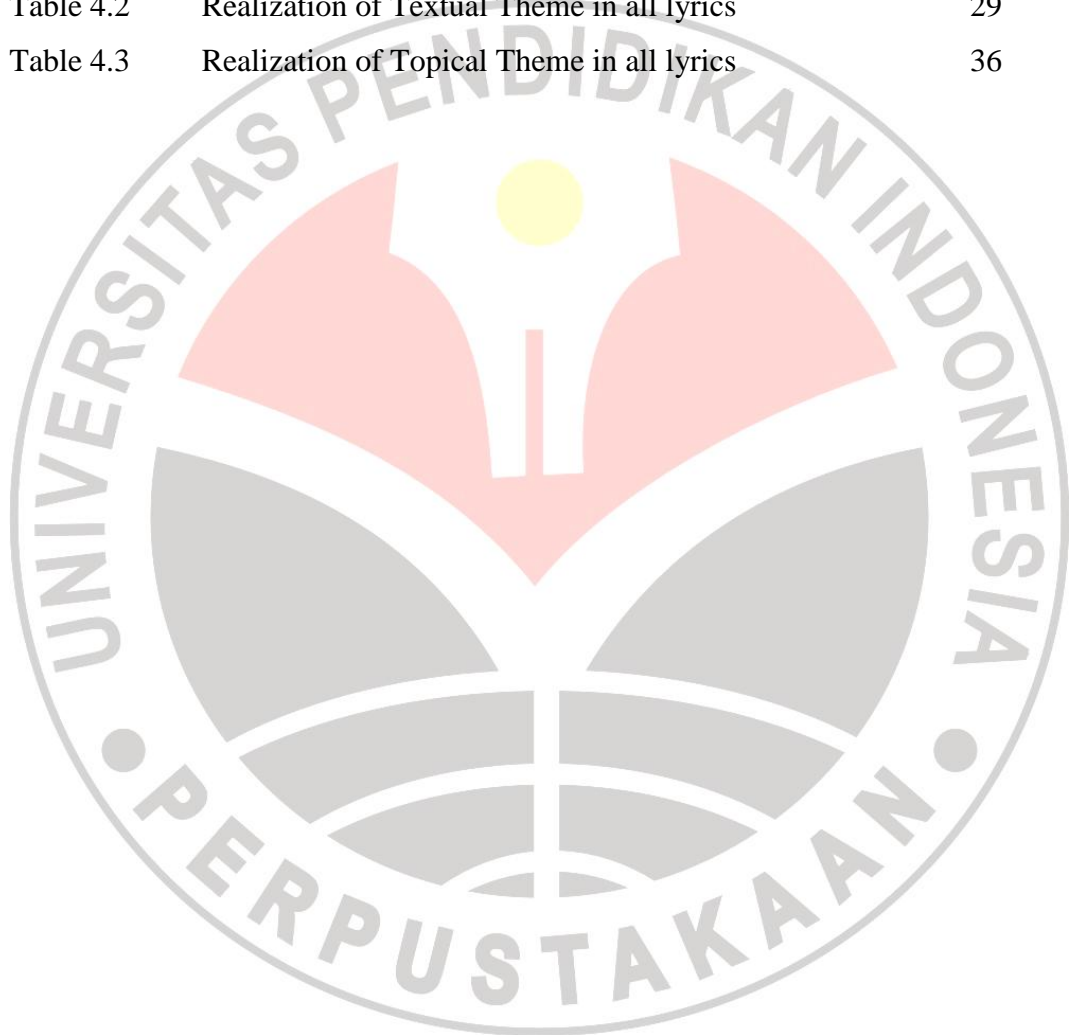 Table 4.2 Realization of Textual Theme in all lyrics 29
Table 4.3 Realization of Topical Theme in all lyrics 36
UNIVERSITAS PENDIDIKAN INDONESIA
PERPUSTAKAAN